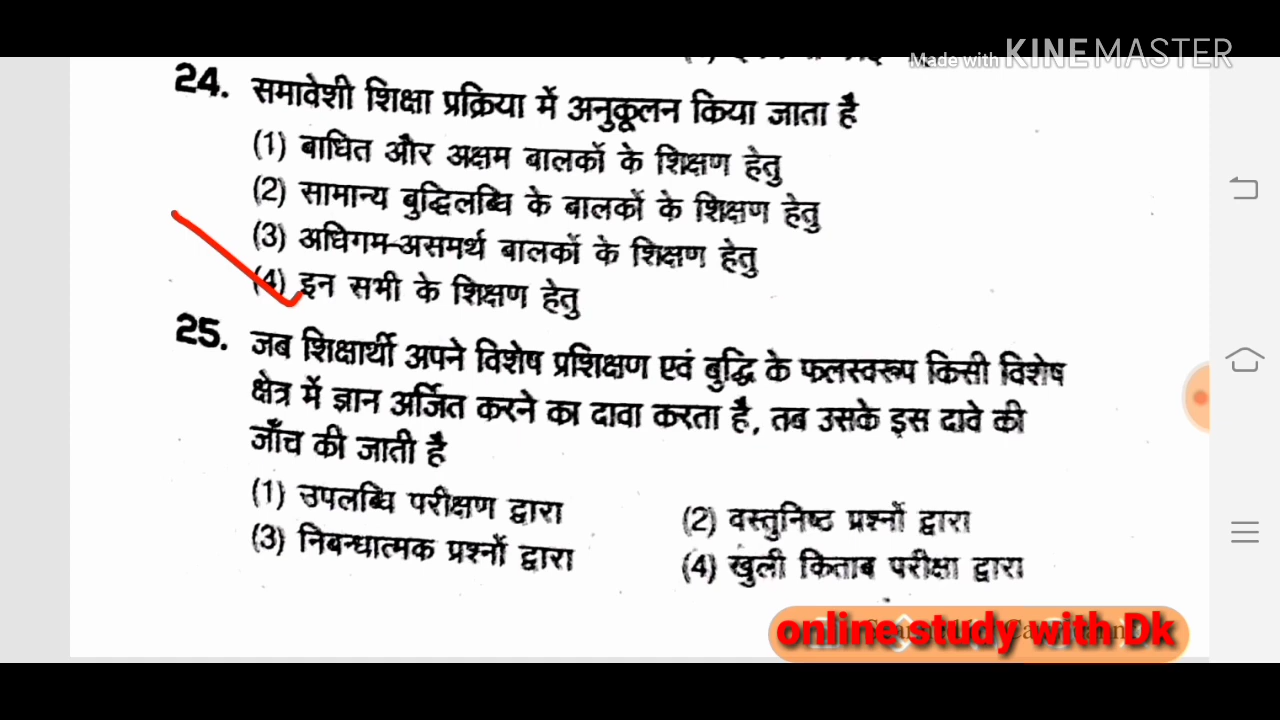 Made with KINEMASTER
24. समावेशी शिक्षा प्रक्रिया में अनुकूलन किया जाता है
(1) बाधित और अक्षम बालकों के शिक्षण हेतु
(2) सामान्य बुद्धिलब्धि के बालकों के शिक्षण हेतु
(3) अधिगम-असमर्थ बालकों के शिक्षण हेतु
(4) इन सभी के शिक्षण हेतु
25. जब शिक्षार्थी अपने विशेष प्रशिक्षण एवं बुद्धि के फलस्वरूप किसी विशेष
क्षेत्र में ज्ञान अर्जित करने का दावा करता है, तब उसके इस दावे की
जाँच की जाती है
(1) उपलब्धि परीक्षण द्वारा (2) वस्तुनिष्ट प्रश्नों द्वारा
(3) निबन्धात्मक प्रश्नों द्वारा (4) खुली किताब परीक्षा द्वारा
online study with Dk